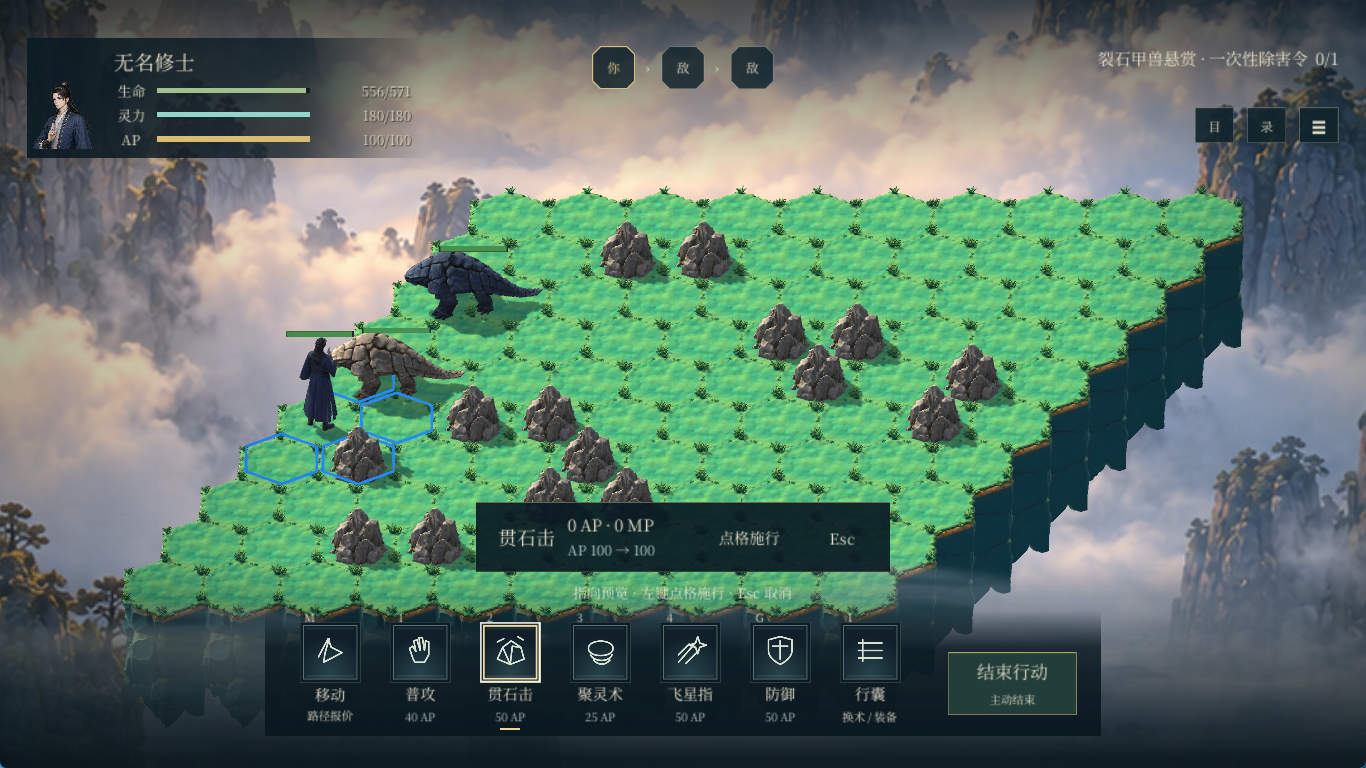 无名修士
生命 556/571
灵力 180/180
AP 100/100
你 › 敌 › 敌
裂石甲兽悬赏 · 一次性除害令 0/1
目 录
贯石击
0 AP · 0 MP
AP 100 → 100
点格施行
Esc
指向预览 · 左键点格施行 · Esc 取消
M 1 2 3 4 G I
移动 普攻 贯石击 聚灵术 飞星指 防御 行囊
路径报价 40 AP 50 AP 25 AP 50 AP 50 AP 换术 / 装备
结束行动
主动结束